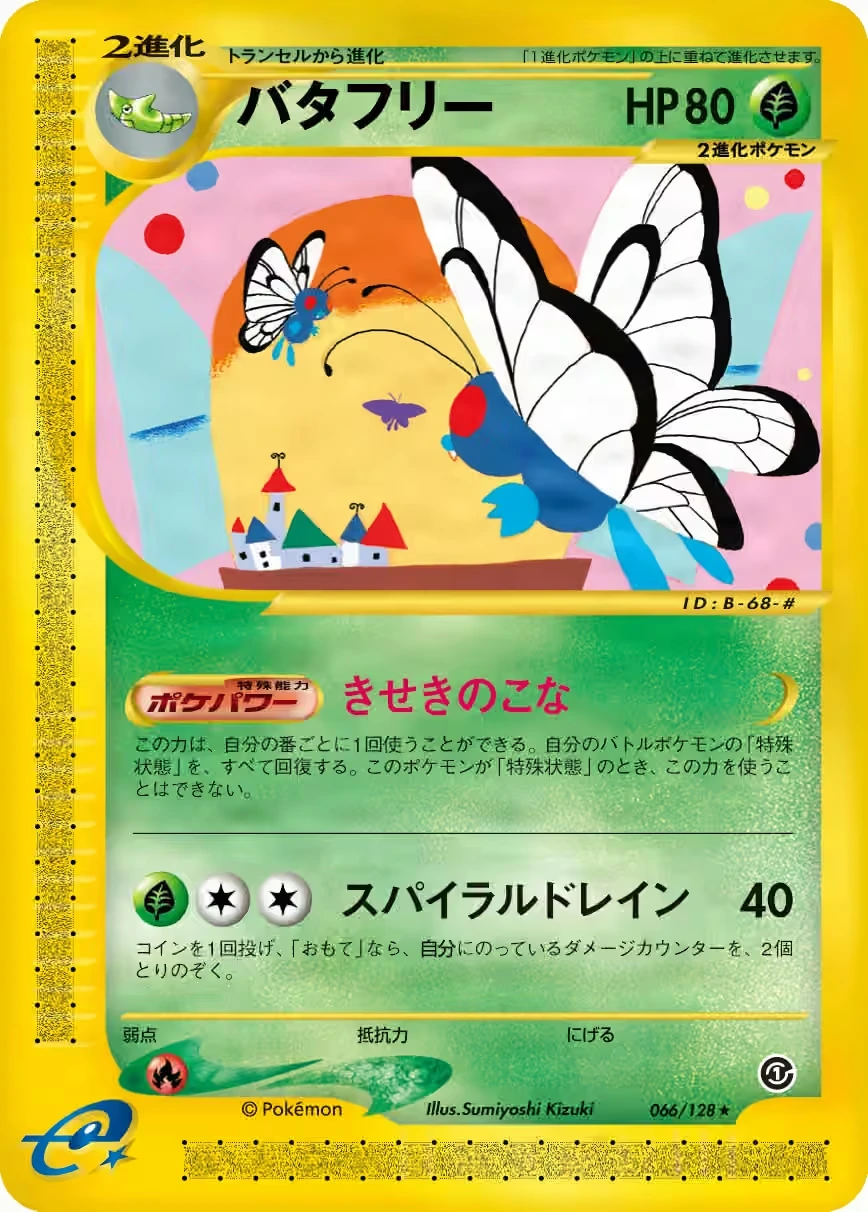 2進化
トランセルから進化
「1進化ポケモン」の上に重ねて進化させます。
バタフリー
HP80
2進化ポケモン
ID:B-68-#
特殊能力
ポケパワー
きせきのこな
この力は、自分の番ごとに1回使うことができる。自分のバトルポケモンの「特殊
状態」を、すべて回復する。このポケモンが「特殊状態」のとき、この力を使うこ
とはできない。
スパイラルドレイン 40
コインを1回投げ、「おもて」なら、自分にのっているダメージカウンターを、2個
とりのぞく。
弱点 抵抗力 にげる
1
© Pokémon
Illus.Sumiyoshi Kizuki
066/128★
e